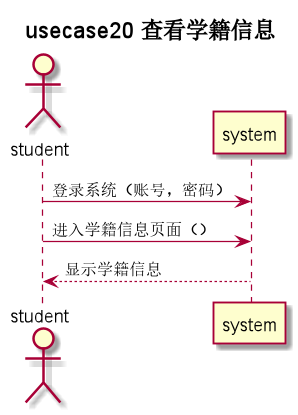 usecase20 查看学籍信息
student
system
登录系统（账号，密码）
进入学籍信息页面（）
显示学籍信息
student
system